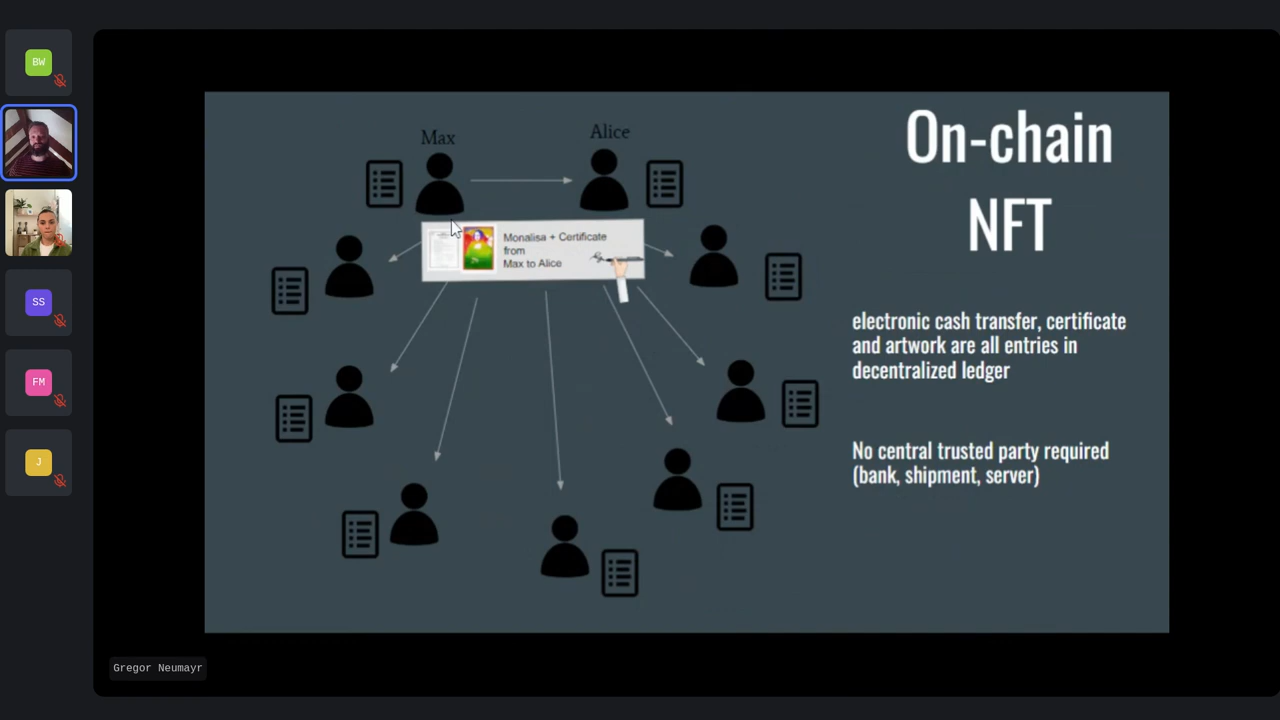 BW
SS
FM
J
Max
Alice
Monalisa + Certificate
from
Max to Alice
On-chain
NFT
electronic cash transfer, certificate
and artwork are all entries in
decentralized ledger
No central trusted party required
(bank, shipment, server)
Gregor Neumayr